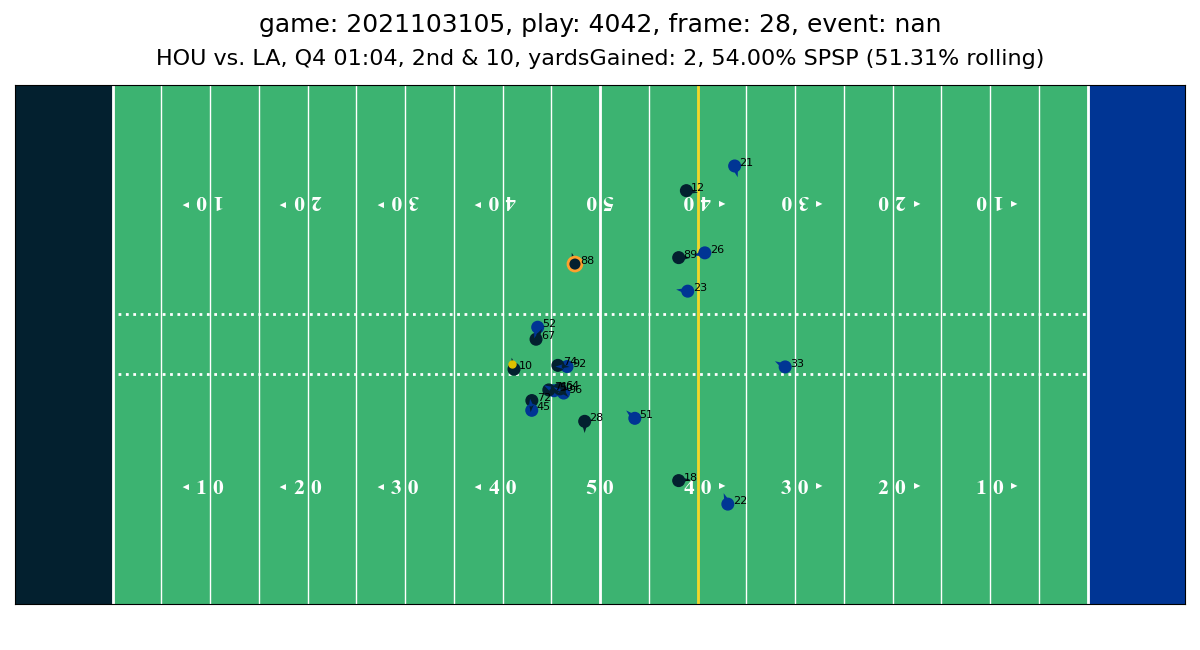 game: 2021103105, play: 4042, frame: 28, event: nan
HOU vs. LA, Q4 01:04, 2nd & 10, yardsGained: 2, 54.00% SPSP (51.31% rolling)
21
12
10 20 30 40 50 40 30 20 10
89 26
88
23
52
67
10 74 92
33
96
72
45
28 51
18
10 20 30 40 50 40 30 20 10
22